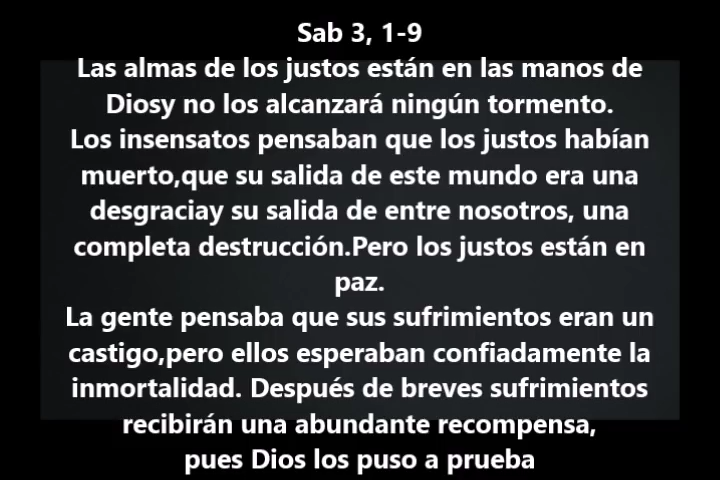 Sab 3, 1-9
Las almas de los justos están en las manos de
Diosy no los alcanzará ningún tormento.
Los insensatos pensaban que los justos habían
muerto,que su salida de este mundo era una
desgraciay su salida de entre nosotros, una
completa destrucción.Pero los justos están en
paz.
La gente pensaba que sus sufrimientos eran un
castigo,pero ellos esperaban confiadamente la
inmortalidad. Después de breves sufrimientos
recibirán una abundante recompensa,
pues Dios los puso a prueba